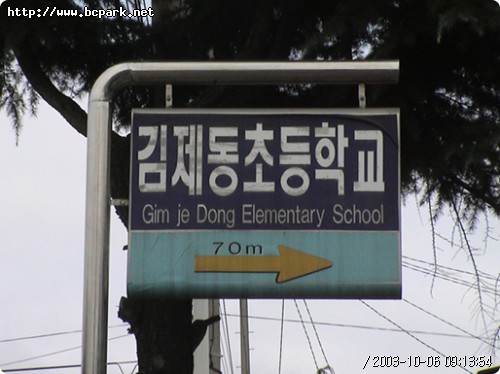 http://www.bcpark.net
김제동초등학교
Gim je Dong Elementary School
70m
/2003-10-06 09:13:54